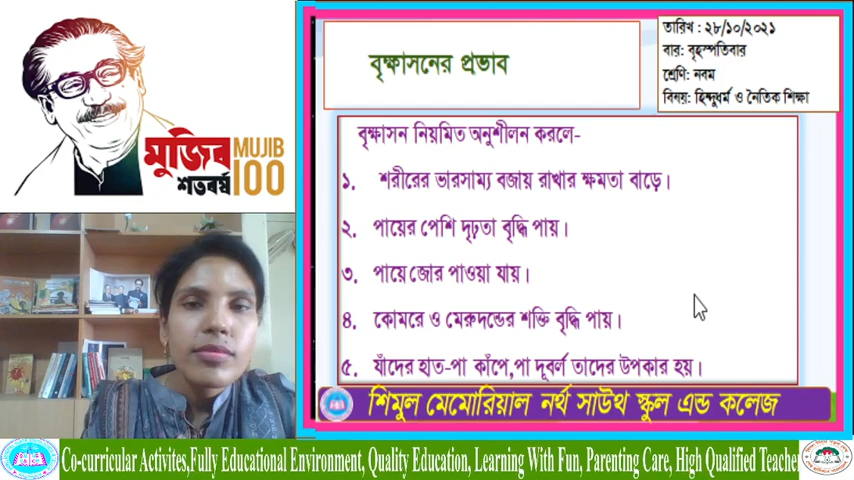 মুজিব
শতবর্ষ
MUJIB
100
বৃক্ষাসনের প্রভাব
তারিখ : ২৮/১০/২০২১
বার: বৃহস্পতিবার
শ্রেণি: নবম
বিষয়: হিন্দুধর্ম ও নৈতিক শিক্ষা
বৃক্ষাসন নিয়মিত অনুশীলন করলে-
১. শরীরের ভারসাম্য বজায় রাখার ক্ষমতা বাড়ে।
২. পায়ের পেশি দৃঢ়তা বৃদ্ধি পায়।
৩. পায়ে জোর পাওয়া যায়।
৪. কোমরে ও মেরুদন্ডের শক্তি বৃদ্ধি পায়।
৫. যাঁদের হাত-পা কাঁপে,পা দূবর্ল তাদের উপকার হয়।
শিমুল মেমোরিয়াল নর্থ সাউথ স্কুল এন্ড কলেজ
Co-curricular Activites,Fully Educational Environment, Quality Education, Learning With Fun, Parenting Care, High Qualified Teache